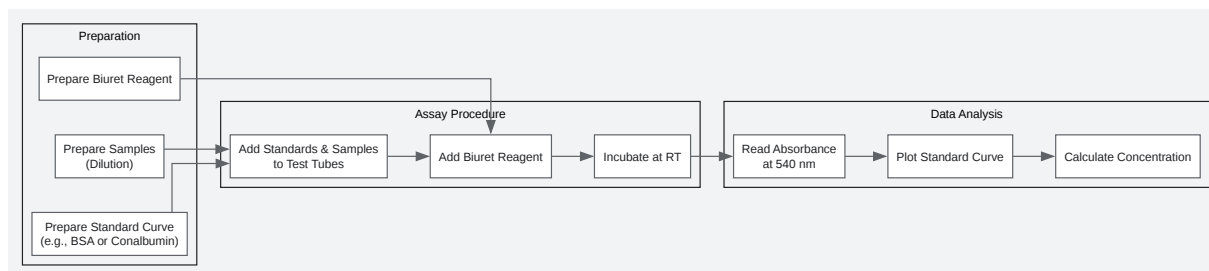 Preparation
Prepare Biuret Reagent
Prepare Samples
(Dilution)
Prepare Standard Curve
(e.g., BSA or Conalbumin)
Assay Procedure
Add Standards & Samples
to Test Tubes
Add Biuret Reagent
Incubate at RT
Data Analysis
Read Absorbance
at 540 nm
Plot Standard Curve
Calculate Concentration